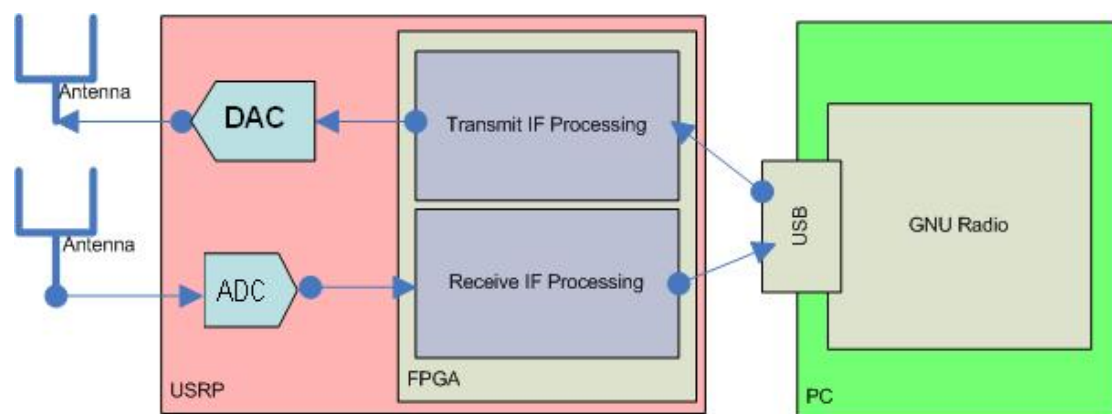 Antenna
DAC
Transmit IF Processing
Antenna
ADC
Receive IF Processing
FPGA
USRP
USB
GNU Radio
PC